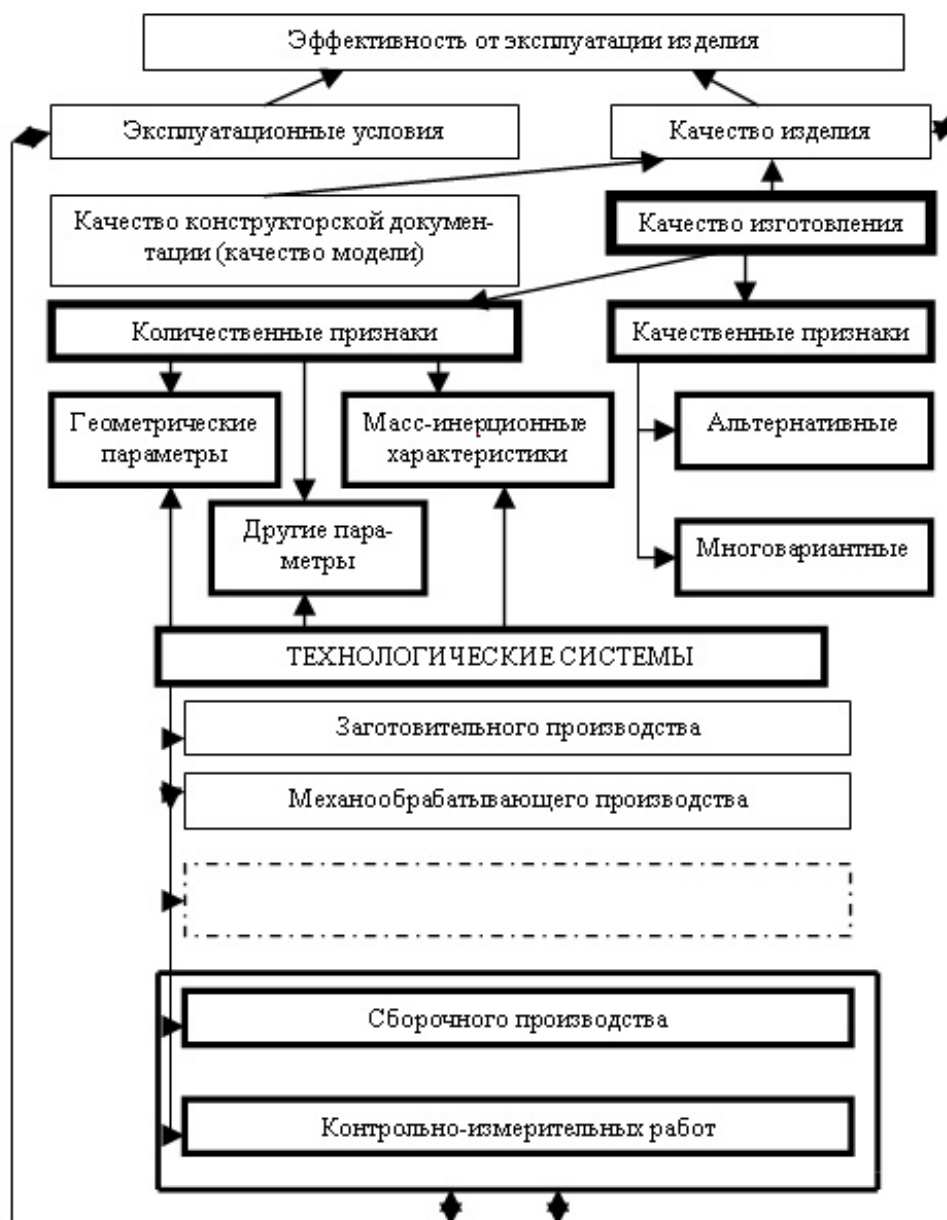 Эффективность от эксплуатации изделия
Эксплуатационные условия
Качество изделия
Качество конструкторской докумен-
тации (качество модели)
Качество изготовления
Количественные признаки
Качественные признаки
Геометрические
параметры
Масс-инерционные
характеристики
Альтернативные
Другие пара-
метры
Многовариантные
ТЕХНОЛОГИЧЕСКИЕ СИСТЕМЫ
Заготовительного производства
Механообрабатывающего производства
Сборочного производства
Контрольно-измерительных работ